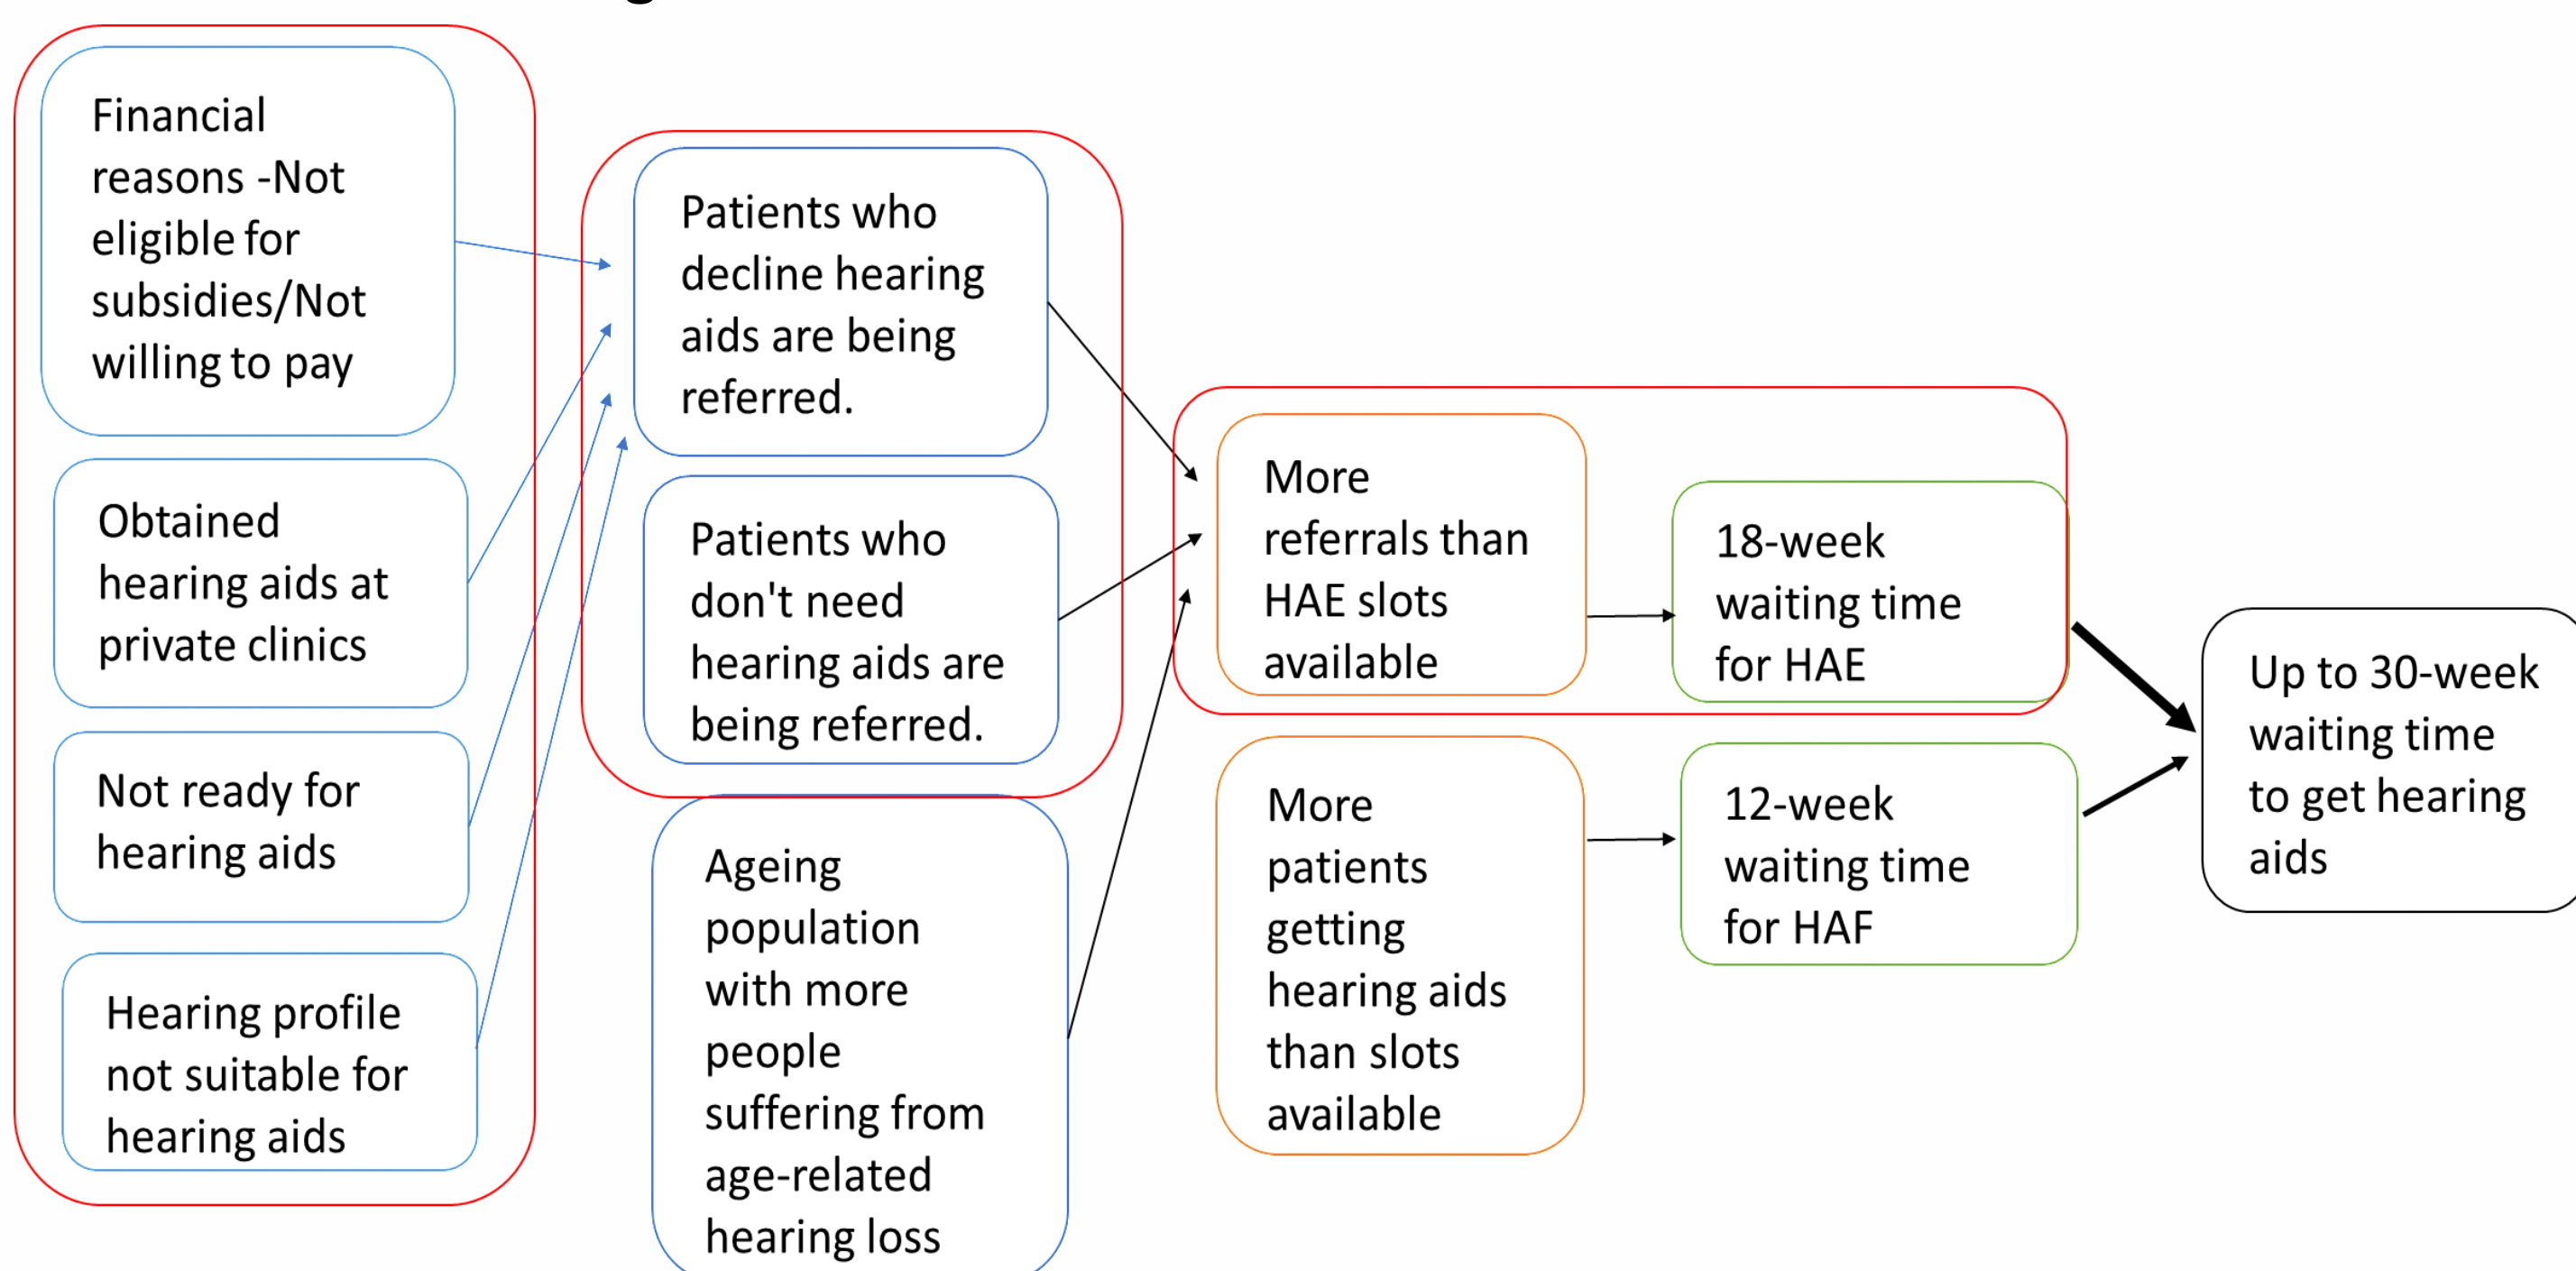 Financial
reasons -Not
eligible for
subsidies/Not
willing to pay
Obtained
hearing aids at
private clinics
Not ready for
hearing aids
Hearing profile
not suitable for
hearing aids
Patients who
decline hearing
aids are being
referred.
Patients who
don't need
hearing aids are
being referred.
Ageing
population
with more
people
suffering from
age-related
hearing loss
More
referrals than
HAE slots
available
More
patients
getting
hearing aids
than slots
available
18-week
waiting time
for HAE
12-week
waiting time
for HAF
Up to 30-week
waiting time
to get hearing
aids